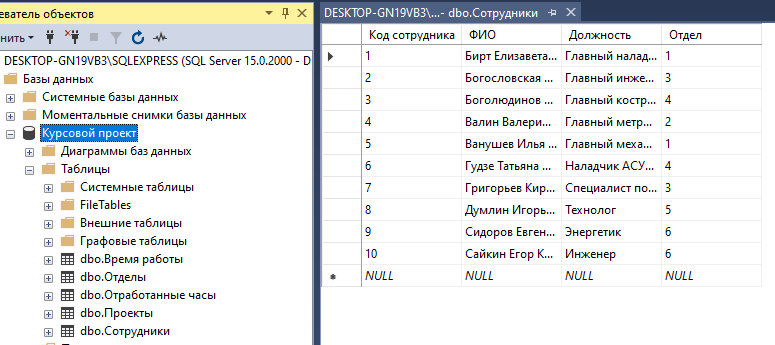 еватель объектов
DESKTOP-GN19VB3\...- dbo.Сотрудники
нить
DESKTOP-GN19VB3\SQLEXPRESS (SQL Server 15.0.2000 - D
Базы данных
Системные базы данных
Моментальные снимки базы данных
Курсовой проект
Диаграммы баз данных
Таблицы
Системные таблицы
FileTables
Внешние таблицы
Графовые таблицы
dbo.Время работы
dbo.Отделы
dbo.Отработанные часы
dbo.Проекты
dbo.Сотрудники
Код сотрудника ФИО Должность Отдел
1 Бирт Елизавета... Главный налад... 1
2 Богословская ... Главный инже... 3
3 Боголюдинов ... Главный костр... 4
4 Валин Валери... Главный метр... 2
5 Ванушев Илья ... Главный меха... 1
6 Гудзе Татьяна ... Наладчик АСУ... 4
7 Григорьев Кир... Специалист по... 3
8 Думлин Игорь... Технолог 5
9 Сидоров Евген... Энергетик 6
10 Сайкин Егор К... Инженер 6
NULL NULL NULL NULL